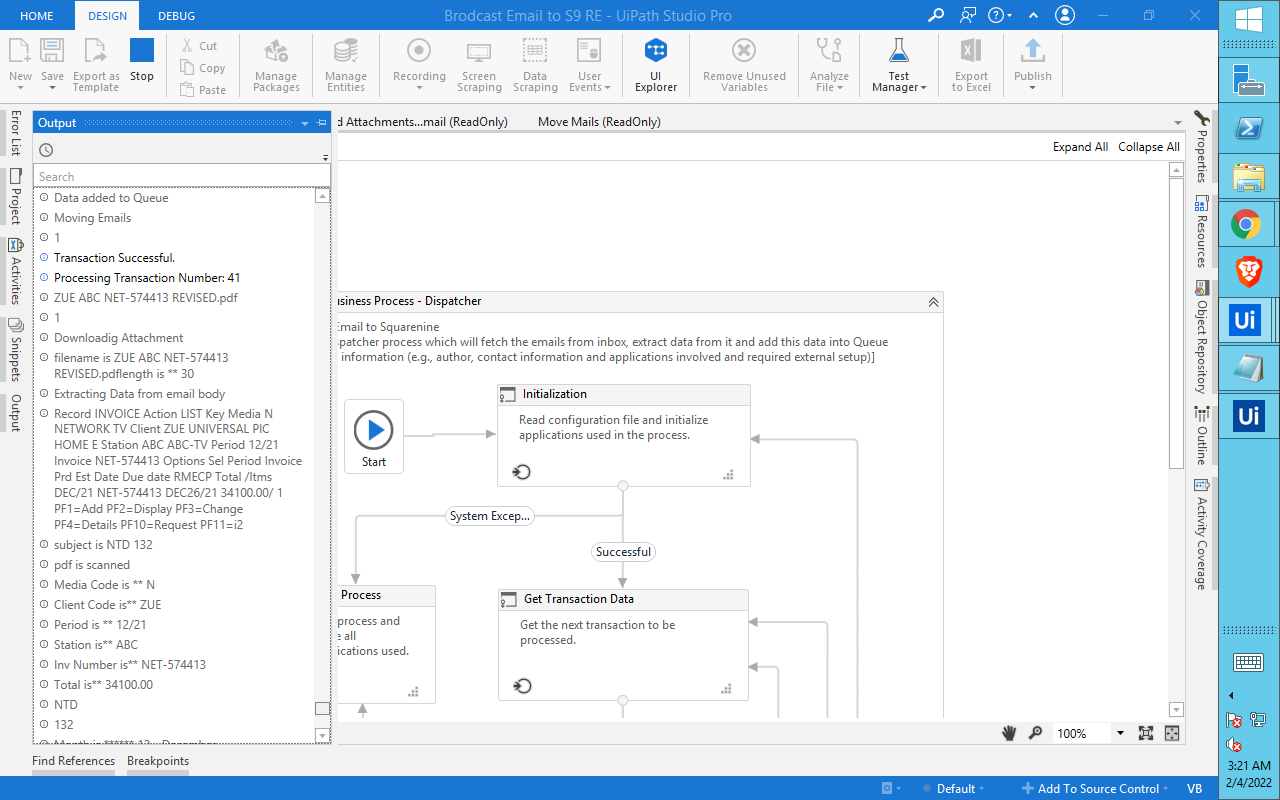 HOME
DESIGN
DEBUG
Brodcast Email to S9 RE - UiPath Studio Pro
New
Save
Export as
Template
Stop
Cut
Copy
Paste
Manage
Packages
Manage
Entities
Recording
Screen
Scraping
Data
Scraping
User
Events
UI
Explorer
Remove Unused
Variables
Analyze
File
Test
Manager
Export
to Excel
Publish
Error List
Project
Activities
Snippets
Output
Output
Search
Data added to Queue
Moving Emails
1
Transaction Successful.
Processing Transaction Number: 41
ZUE ABC NET-574413 REVISED.pdf
1
Downloadig Attachment
filename is ZUE ABC NET-574413
REVISED.pdflength is ** 30
Extracting Data from email body
Record INVOICE Action LIST Key Media N
NETWORK TV Client ZUE UNIVERSAL PIC
HOME E Station ABC ABC-TV Period 12/21
Invoice NET-574413 Options Sel Period Invoice
Prd Est Date Due date RMECP Total /Itms
DEC/21 NET-574413 DEC26/21 34100.00/ 1
PF1=Add PF2=Display PF3=Change
PF4=Details PF10=Request PF11=i2
subject is NTD 132
pdf is scanned
Media Code is ** N
Client Code is** ZUE
Period is ** 12/21
Station is** ABC
Inv Number is** NET-574413
Total is** 34100.00
NTD
132
Month is ****** 12 - December
d Attachments...mail (ReadOnly)
Move Mails (ReadOnly)
Expand All
Collapse All
usiness Process - Dispatcher
Email to Squarenine
spatcher process which will fetch the emails from inbox, extract data from it and add this data into Queue
information (e.g., author, contact information and applications involved and required external setup)]
Start
Initialization
Read configuration file and initialize
applications used in the process.
System Excep...
Successful
Process
process and
e all
ications used.
Get Transaction Data
Get the next transaction to be
processed.
100%
Properties
Resources
Object Repository
Outline
Activity Coverage
Find References
Breakpoints
Default
Add To Source Control
VB
Ui
Ui
3:21 AM
2/4/2022